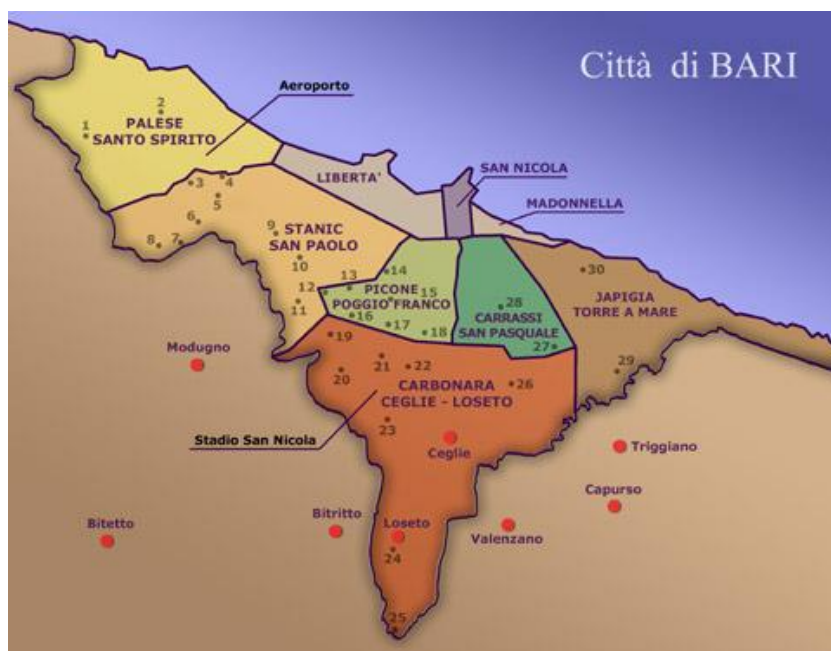 Città di BARI
Aeroporto
2
1
PALESE
SANTO SPIRITO
SAN NICOLA
LIBERTA'
MADONNELLA
3
4
5
6
7
8
9
STANIC
SAN PAOLO
10
11
12
13
14
PICONE
POGGIO FRANCO
15
16
17
18
28
CARRASSI
SAN PASQUALE
27
30
JAPIGIA
TORRE A MARE
29
Modugno
19
20
21
22
CARBONARA
CEGLIE - LOSETO
26
23
Stadio San Nicola
Ceglie
Triggiano
Capurso
Valenzano
Bitetto
Bitritto
Loseto
24
25